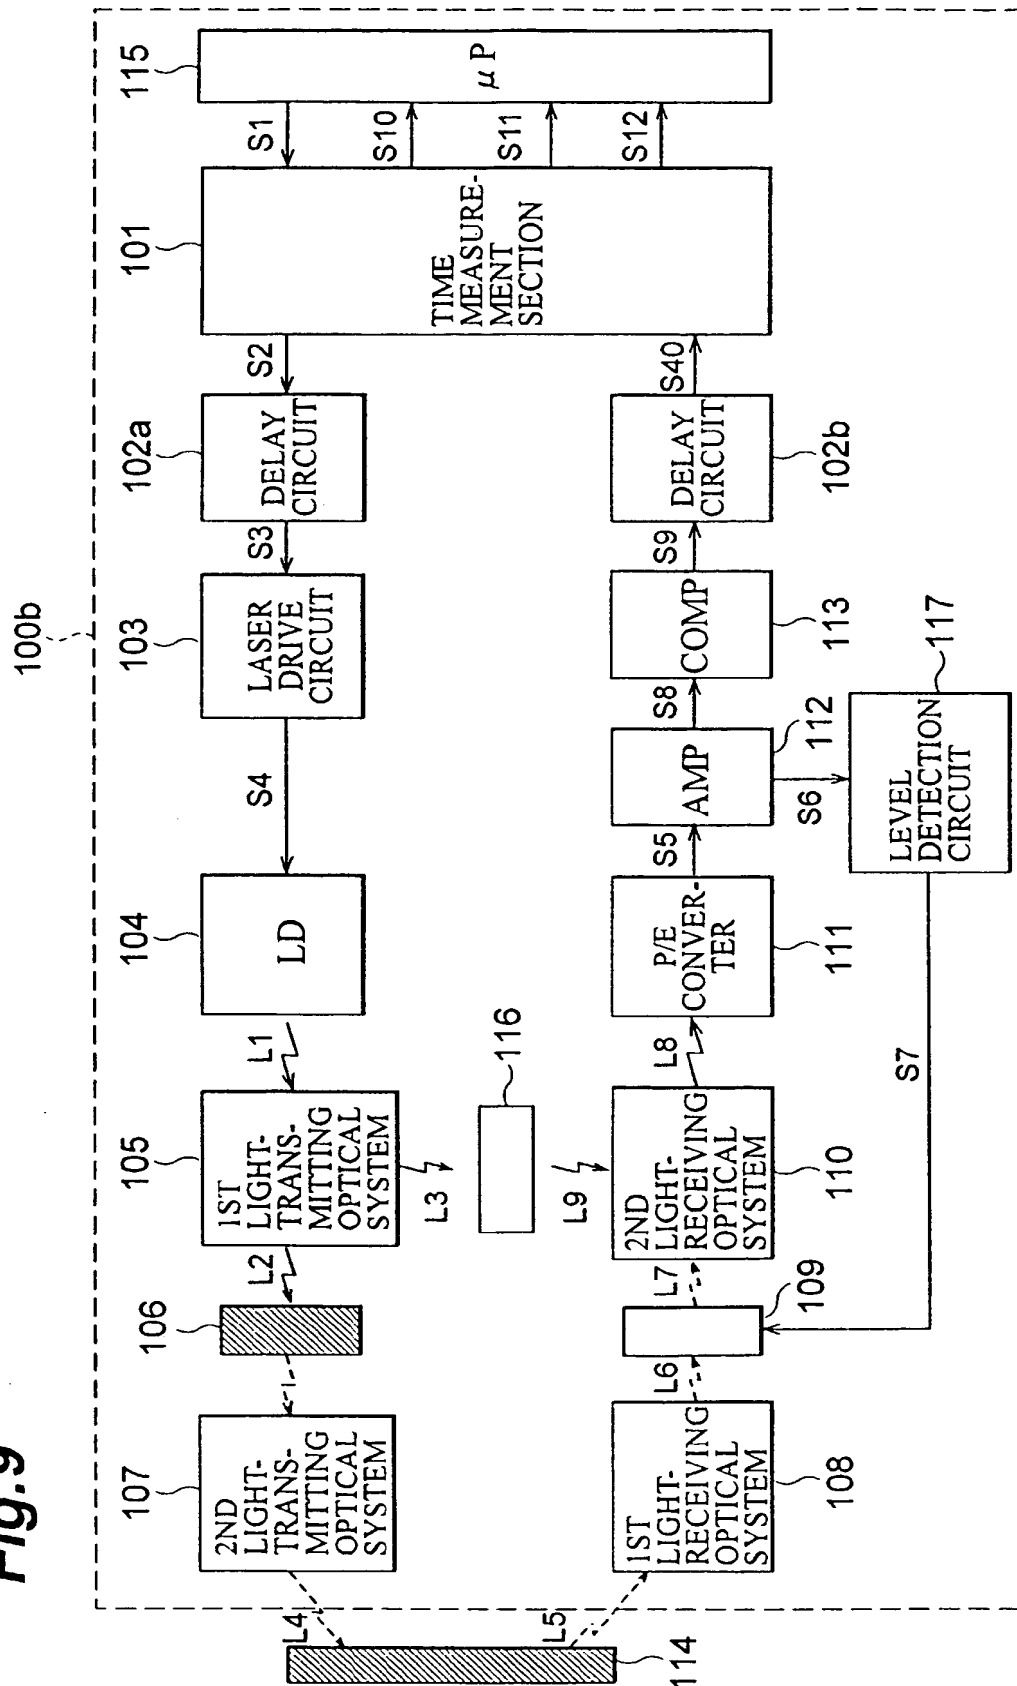 Fig.9
100b
107
2ND
LIGHT-
TRANS-
MITTING
OPTICAL
SYSTEM
106
L2
105
1ST
LIGHT-
TRANS-
MITTING
OPTICAL
SYSTEM
L1
104
LD
S4
103
LASER
DRIVE
CIRCUIT
S3
102a
DELAY
CIRCUIT
S2
101
TIME
MEASURE-
MENT
SECTION
S1
S10
S11
S12
115
μP
L4
L5
114
L3
116
L9
108
1ST
LIGHT-
RECEIVING
OPTICAL
SYSTEM
L6
109
L7
110
2ND
LIGHT-
RECEIVING
OPTICAL
SYSTEM
L8
111
P/E
CONVER-
TER
S5
112
AMP
S8
113
COMP
S9
102b
DELAY
CIRCUIT
S40
S6
S7
117
LEVEL
DETECTION
CIRCUIT